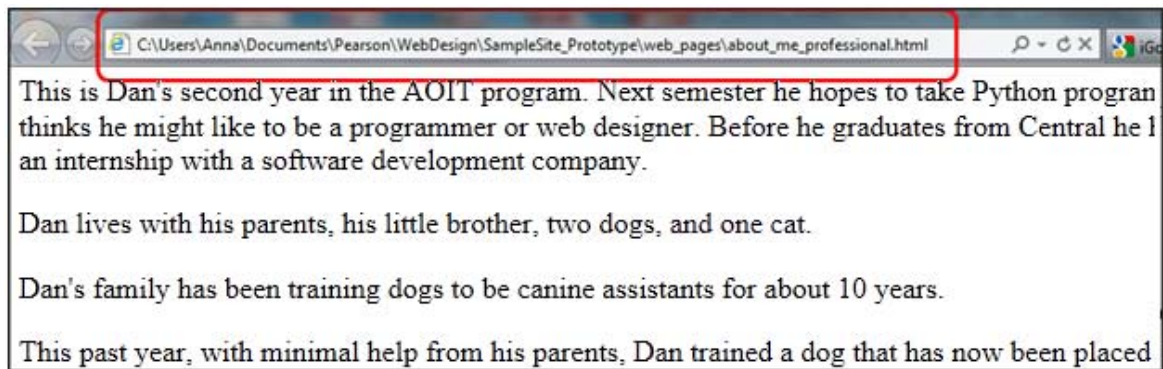 C:\Users\Anna\Documents\Pearson\WebDesign\SampleSite_Prototype\web_pages\about_me_professional.html
This is Dan's second year in the AOIT program. Next semester he hopes to take Python
thinks he might like to be a programmer or web designer. Before he graduates from Central he
an internship with a software development company.
Dan lives with his parents, his little brother, two dogs, and one cat.
Dan's family has been training dogs to be canine assistants for about 10 years.
This past year, with minimal help from his parents, Dan trained a dog that has now been placed